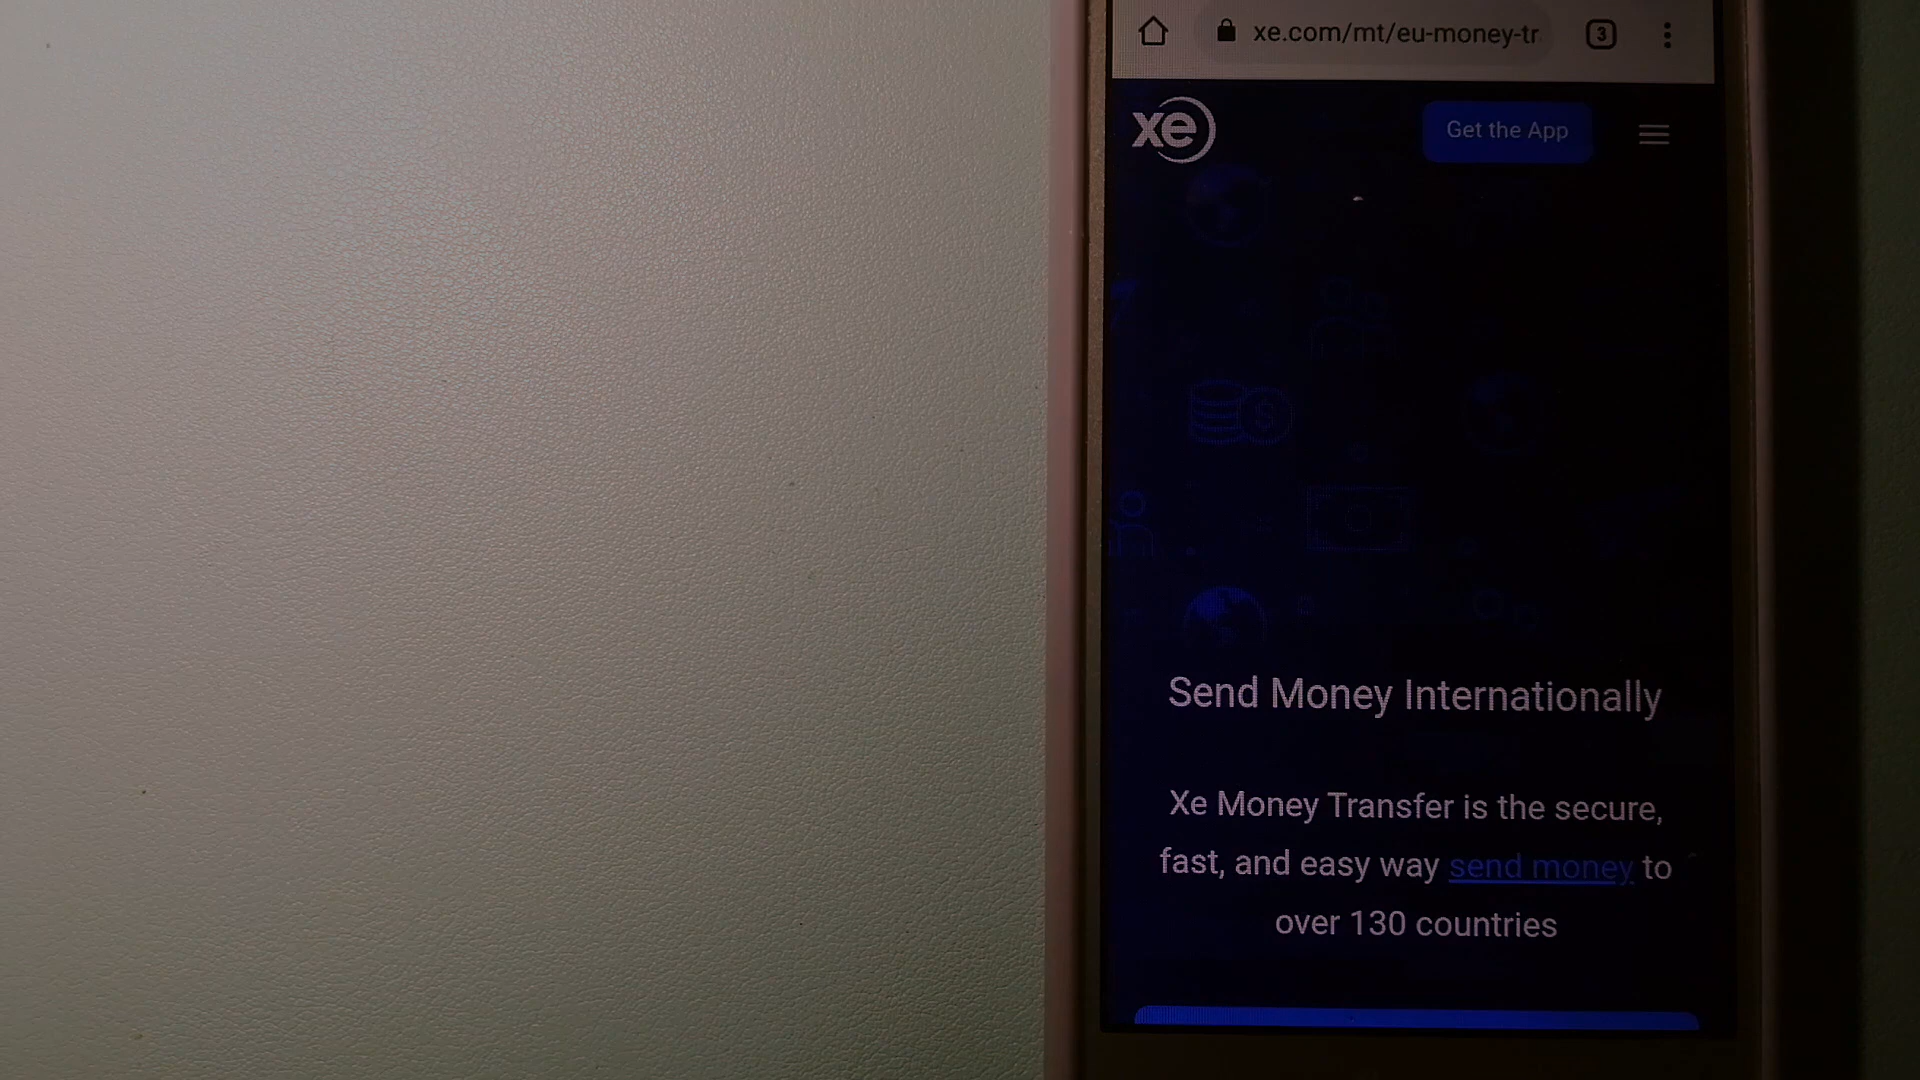 xe.com/mt/eu-money-tr
3
xe
Get the App
Send Money Internationally
Xe Money Transfer is the secure,
fast, and easy way send money to
over 130 countries